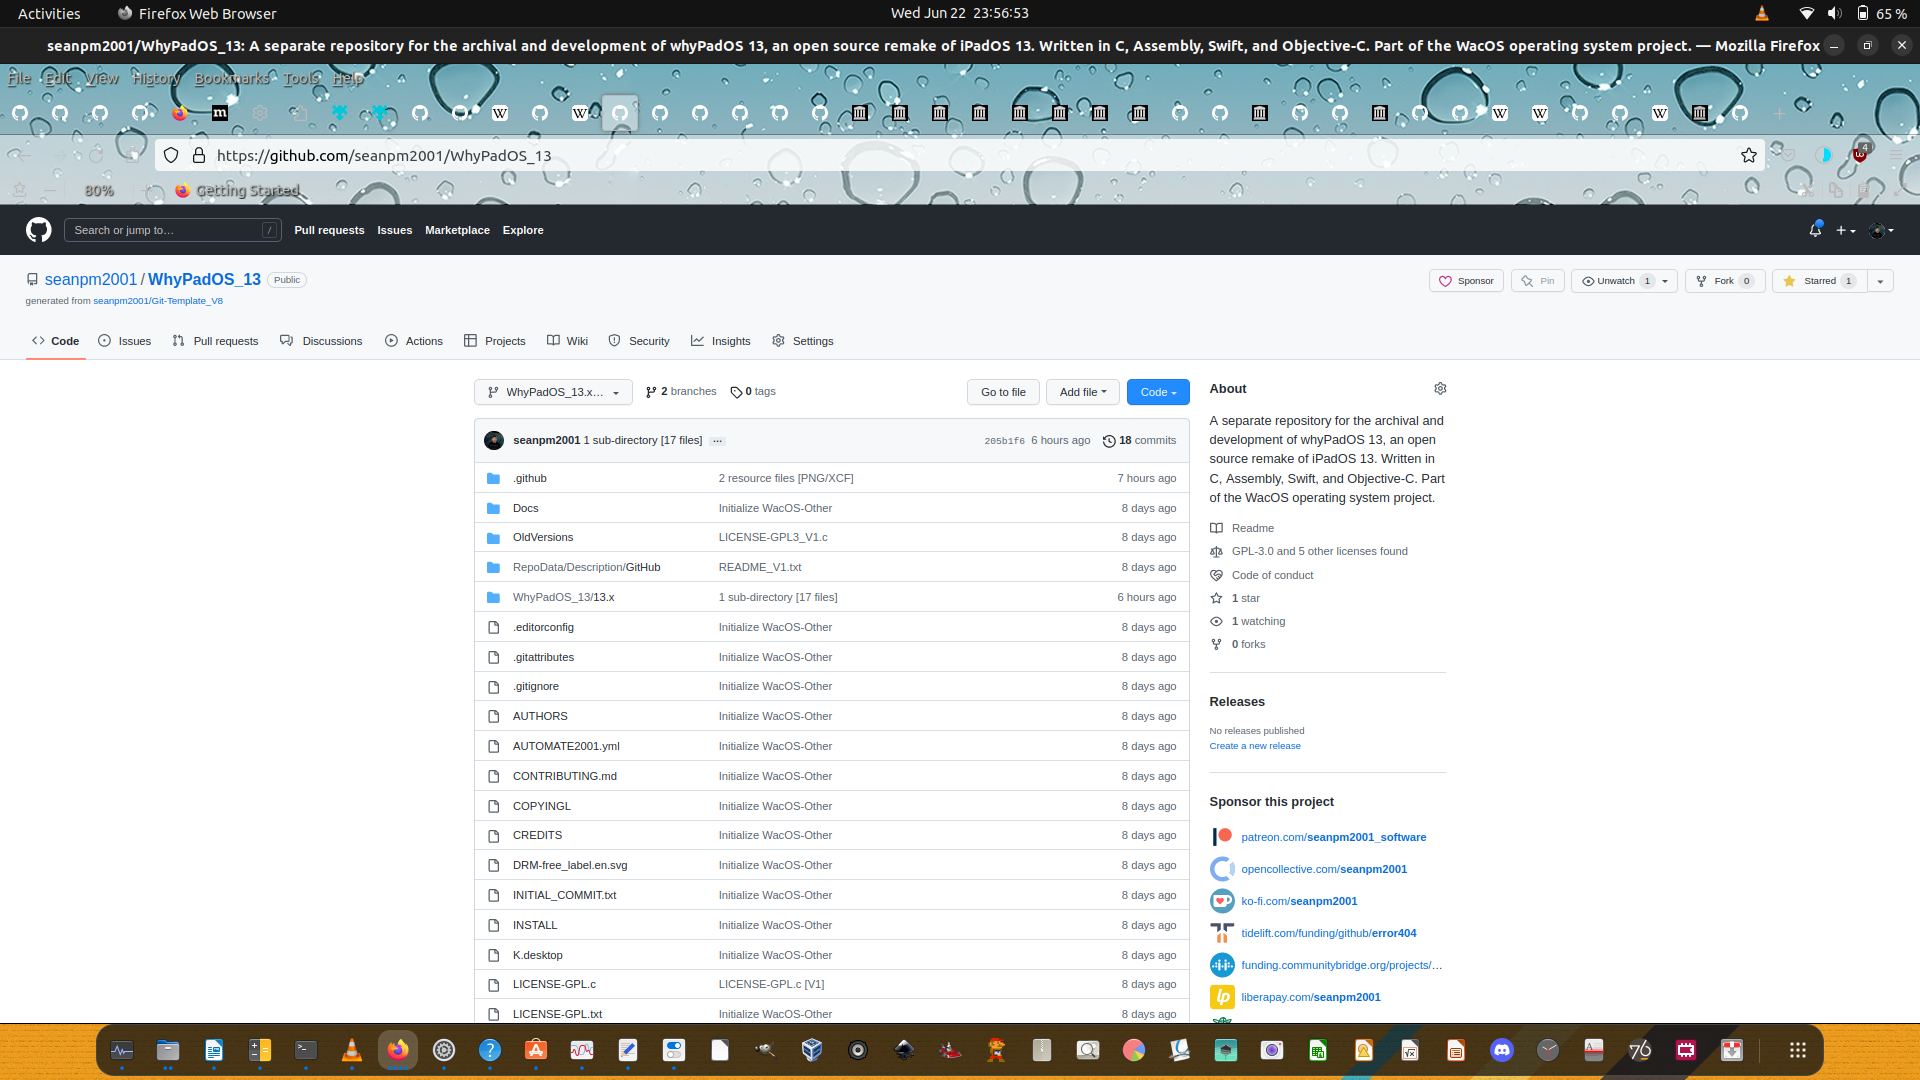 Activities
Firefox Web Browser
Wed Jun 22 23:56:53
65 %
seanpm2001/WhyPadOS_13: A separate repository for the archival and development of whyPadOS 13, an open source remake of iPadOS 13. Written in C, Assembly, Swift, and Objective-C. Part of the WacOS operating system project. — Mozilla Firefox
File Edit View History Bookmarks Tools Help
https://github.com/seanpm2001/WhyPadOS_13
4
80%
Getting Started
Search or jump to…
/
Pull requests Issues Marketplace Explore
seanpm2001 / WhyPadOS_13 Public
generated from seanpm2001/Git-Template_V8
Sponsor
Pin
Unwatch 1
Fork 0
Starred 1
Code
Issues
Pull requests
Discussions
Actions
Projects
Wiki
Security
Insights
Settings
WhyPadOS_13.x…
2 branches
0 tags
Go to file
Add file
Code
seanpm2001 1 sub-directory [17 files] ...
205b1f6 6 hours ago
18 commits
.github 2 resource files [PNG/XCF] 7 hours ago
Docs Initialize WacOS-Other 8 days ago
OldVersions LICENSE-GPL3_V1.c 8 days ago
RepoData/Description/GitHub README_V1.txt 8 days ago
WhyPadOS_13/13.x 1 sub-directory [17 files] 6 hours ago
.editorconfig Initialize WacOS-Other 8 days ago
.gitattributes Initialize WacOS-Other 8 days ago
.gitignore Initialize WacOS-Other 8 days ago
AUTHORS Initialize WacOS-Other 8 days ago
AUTOMATE2001.yml Initialize WacOS-Other 8 days ago
CONTRIBUTING.md Initialize WacOS-Other 8 days ago
COPYINGL Initialize WacOS-Other 8 days ago
CREDITS Initialize WacOS-Other 8 days ago
DRM-free_label.en.svg Initialize WacOS-Other 8 days ago
INITIAL_COMMIT.txt Initialize WacOS-Other 8 days ago
INSTALL Initialize WacOS-Other 8 days ago
K.desktop Initialize WacOS-Other 8 days ago
LICENSE-GPL.c LICENSE-GPL.c [V1] 8 days ago
LICENSE-GPL.txt Initialize WacOS-Other 8 days ago
About
A separate repository for the archival and
development of whyPadOS 13, an open
source remake of iPadOS 13. Written in
C, Assembly, Swift, and Objective-C. Part
of the WacOS operating system project.
Readme
GPL-3.0 and 5 other licenses found
Code of conduct
1 star
1 watching
0 forks
Releases
No releases published
Create a new release
Sponsor this project
patreon.com/seanpm2001_software
opencollective.com/seanpm2001
ko-fi.com/seanpm2001
tidelift.com/funding/github/error404
funding.communitybridge.org/projects/…
lp
liberapay.com/seanpm2001
76